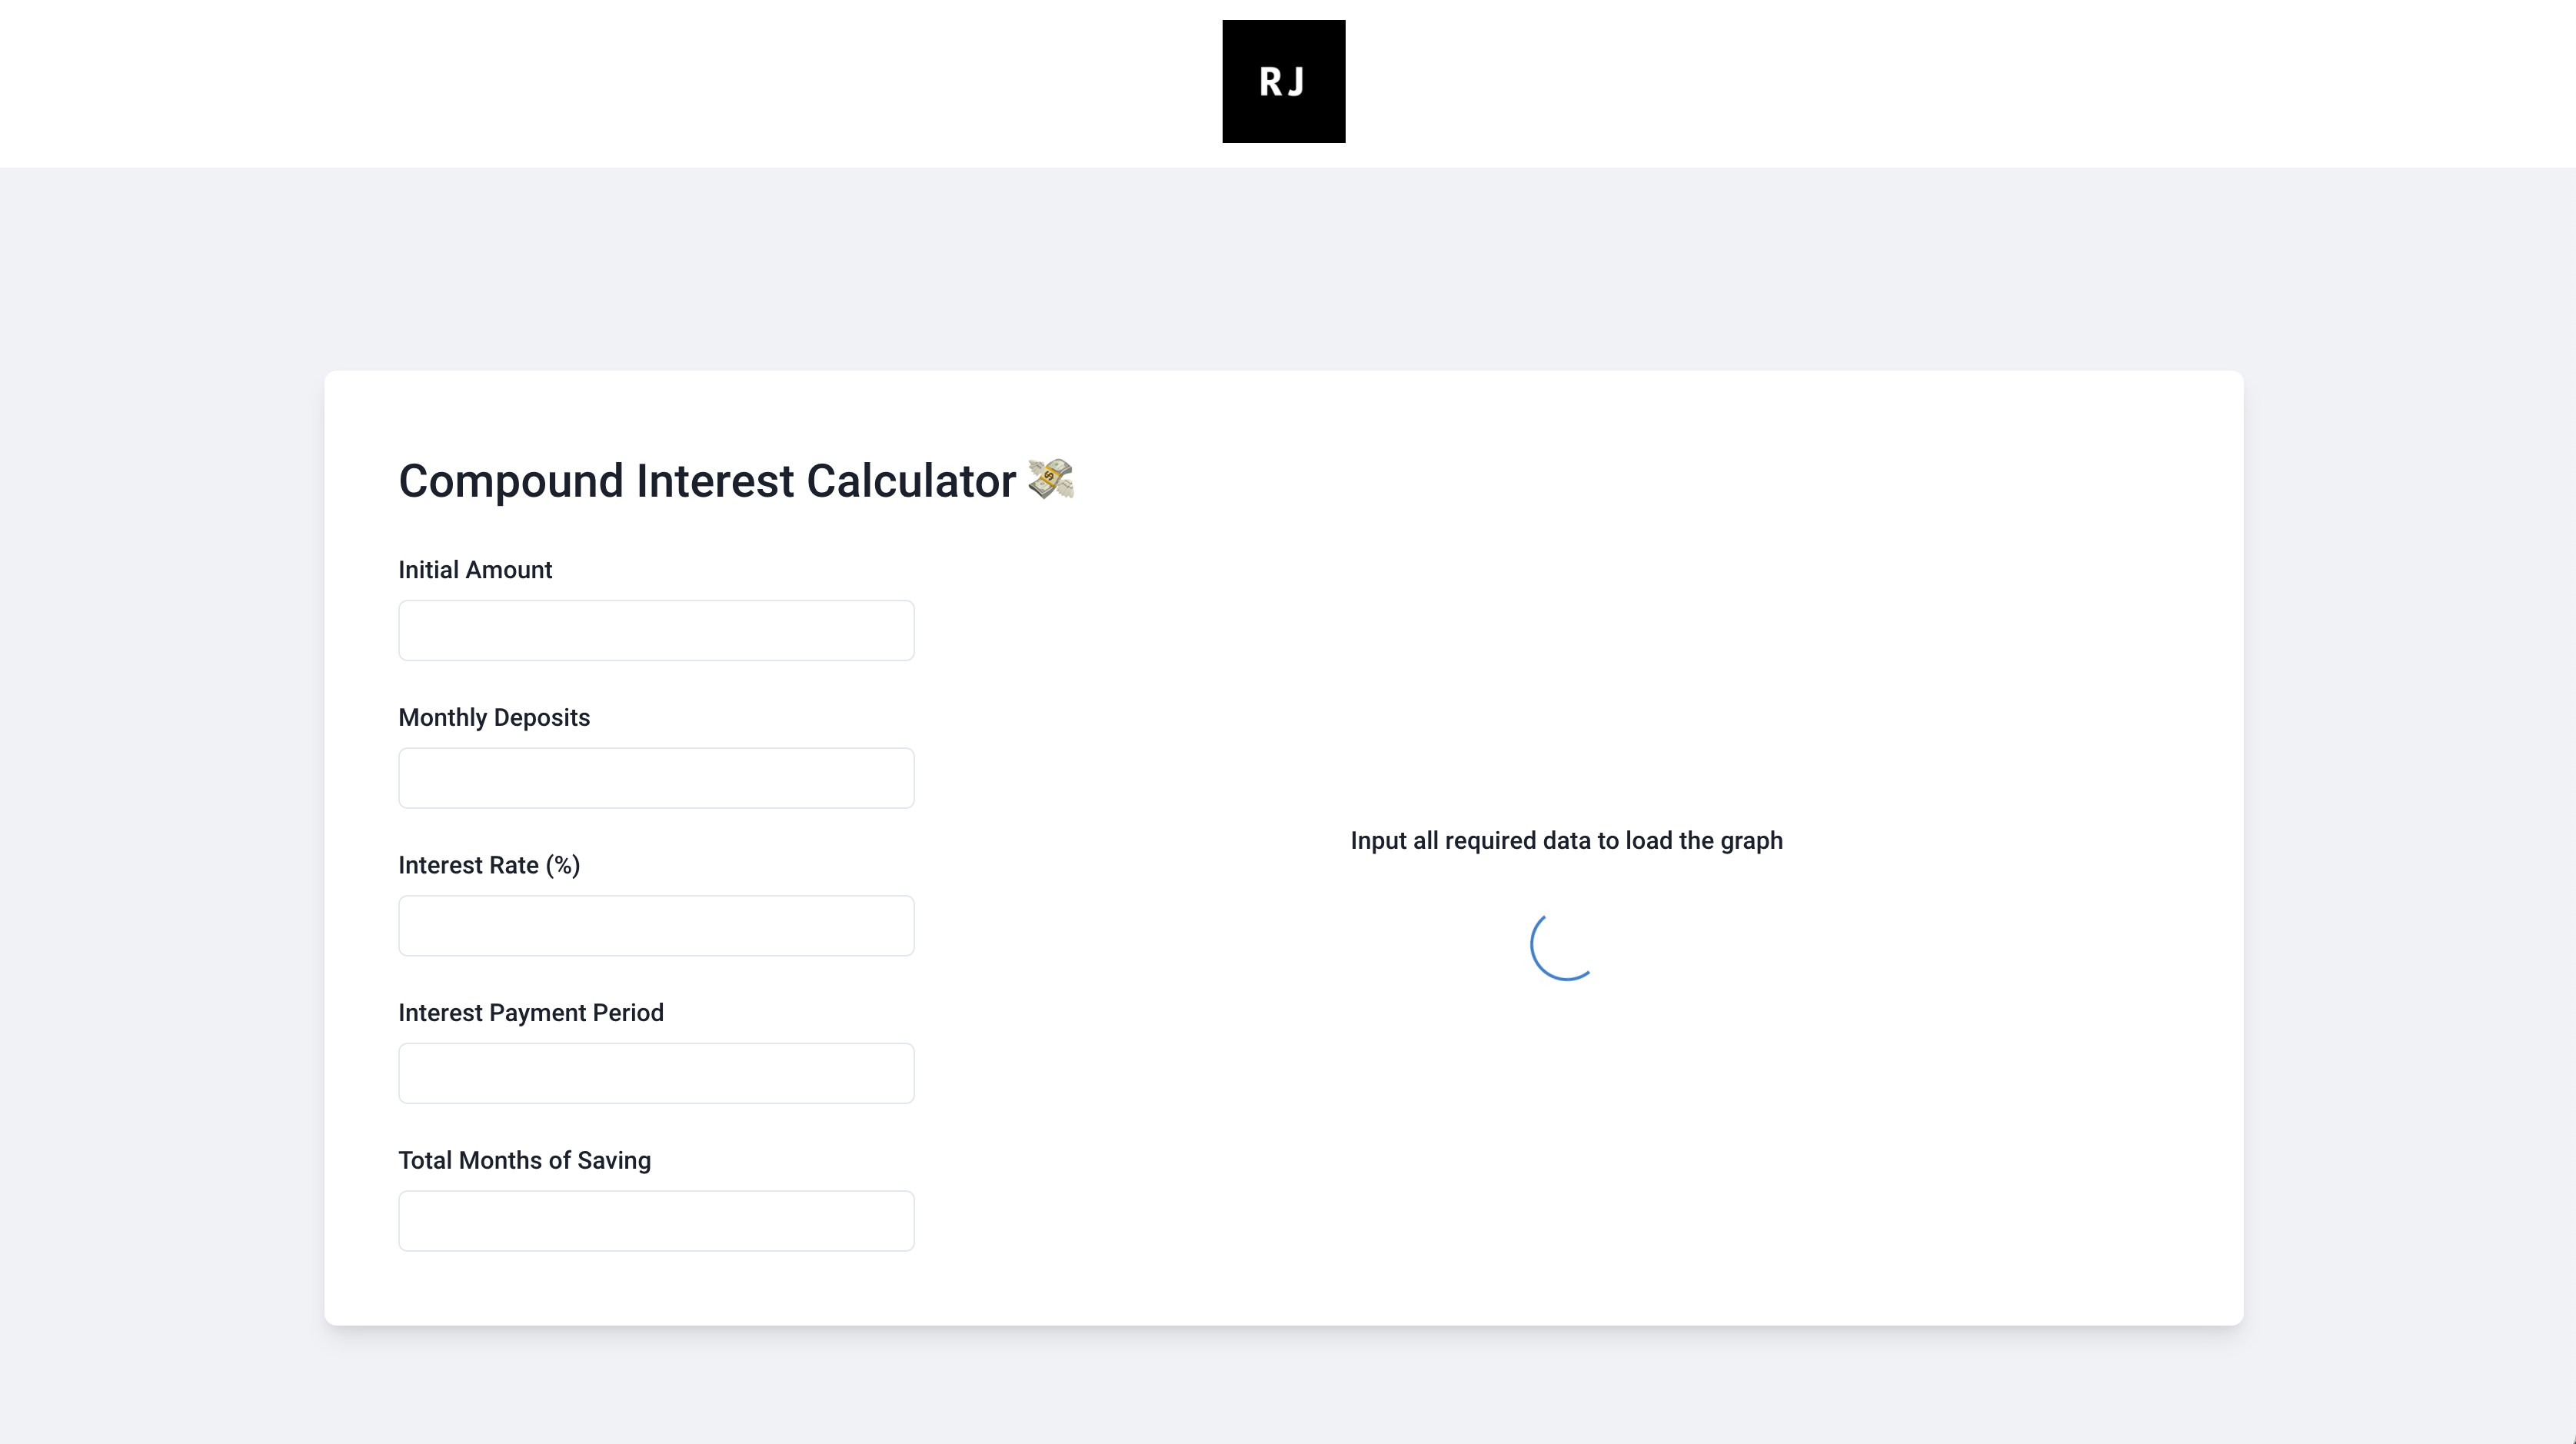 RJ
Compound Interest Calculator 💸
Initial Amount
Monthly Deposits
Interest Rate (%)
Interest Payment Period
Total Months of Saving
Input all required data to load the graph